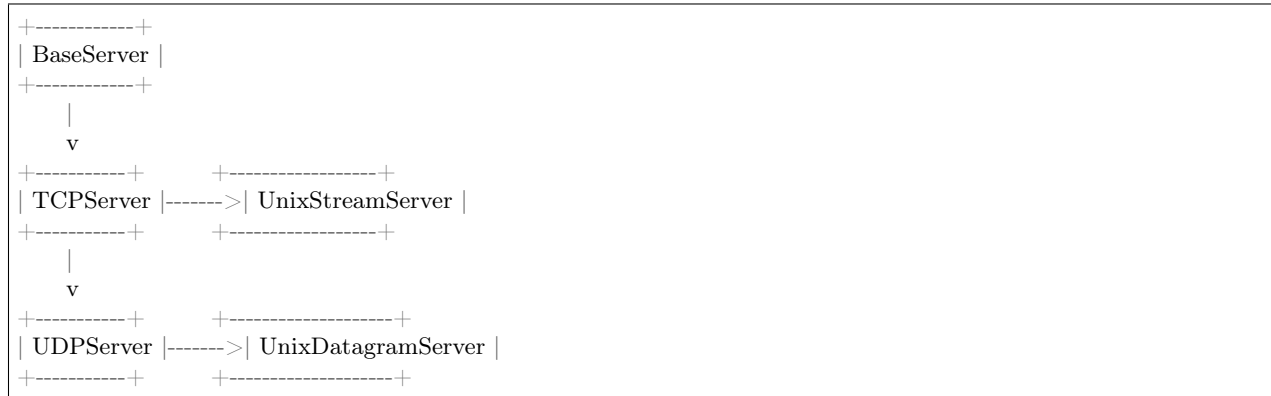 +------------+
| BaseServer |
+------------+
|
v
+-----------+ +------------------+
| TCPServer |------->| UnixStreamServer |
+-----------+ +------------------+
|
v
+-----------+ +--------------------+
| UDPServer |------->| UnixDatagramServer |
+-----------+ +--------------------+